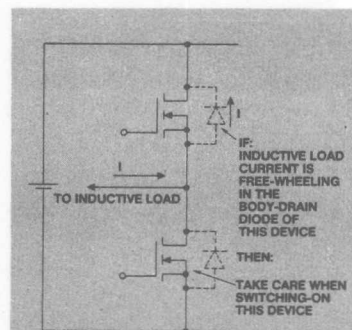 I
IF:
INDUCTIVE LOAD
CURRENT IS
FREE-WHEELING
IN THE
BODY-DRAIN
DIODE OF
THIS DEVICE
I
TO INDUCTIVE LOAD
THEN:
TAKE CARE WHEN
SWITCHING-ON
THIS DEVICE